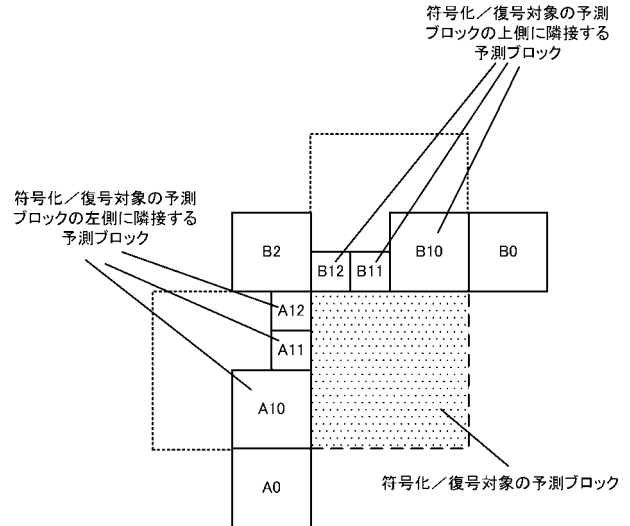 符号化／復号対象の予測
ブロックの上側に隣接する
予測ブロック
符号化／復号対象の予測
ブロックの左側に隣接する
予測ブロック
B2
B12
B11
B10
B0
A12
A11
A10
A0
符号化／復号対象の予測ブロック